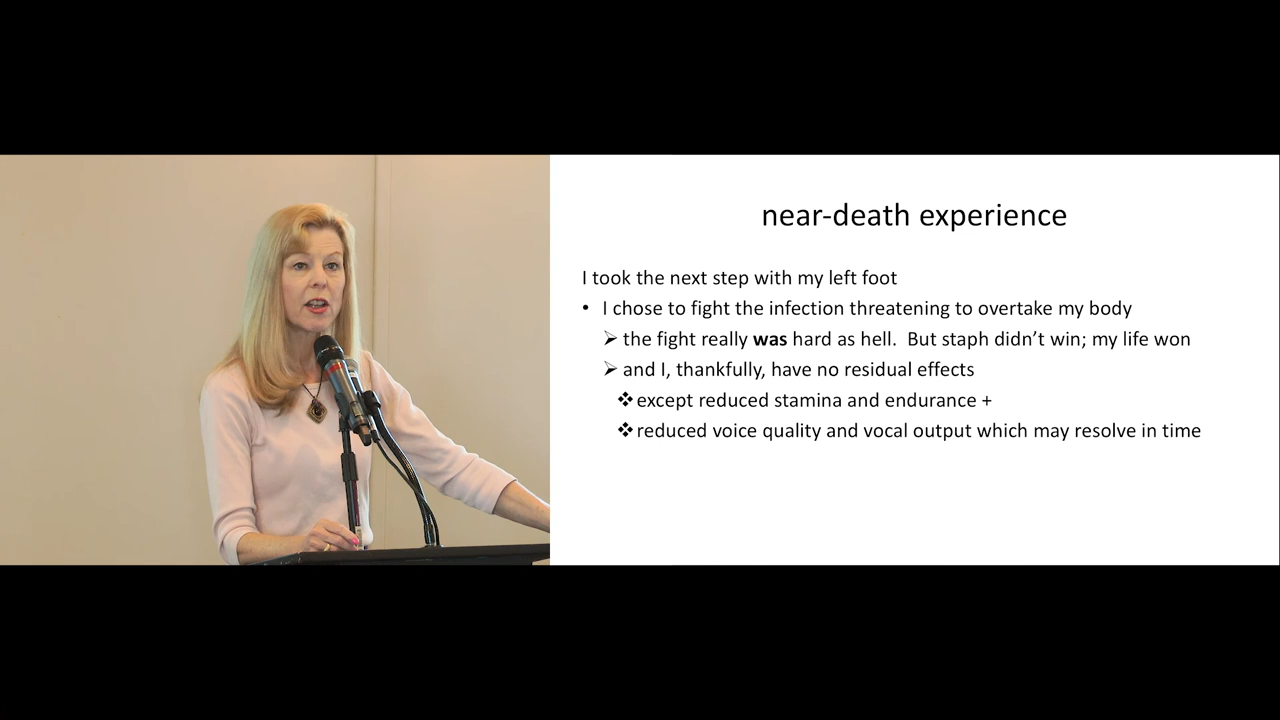 near-death experience
I took the next step with my left foot
• I chose to fight the infection threatening to overtake my body
➢ the fight really was hard as hell.  But staph didn’t win; my life won
➢ and I, thankfully, have no residual effects
❖ except reduced stamina and endurance +
❖ reduced voice quality and vocal output which may resolve in time